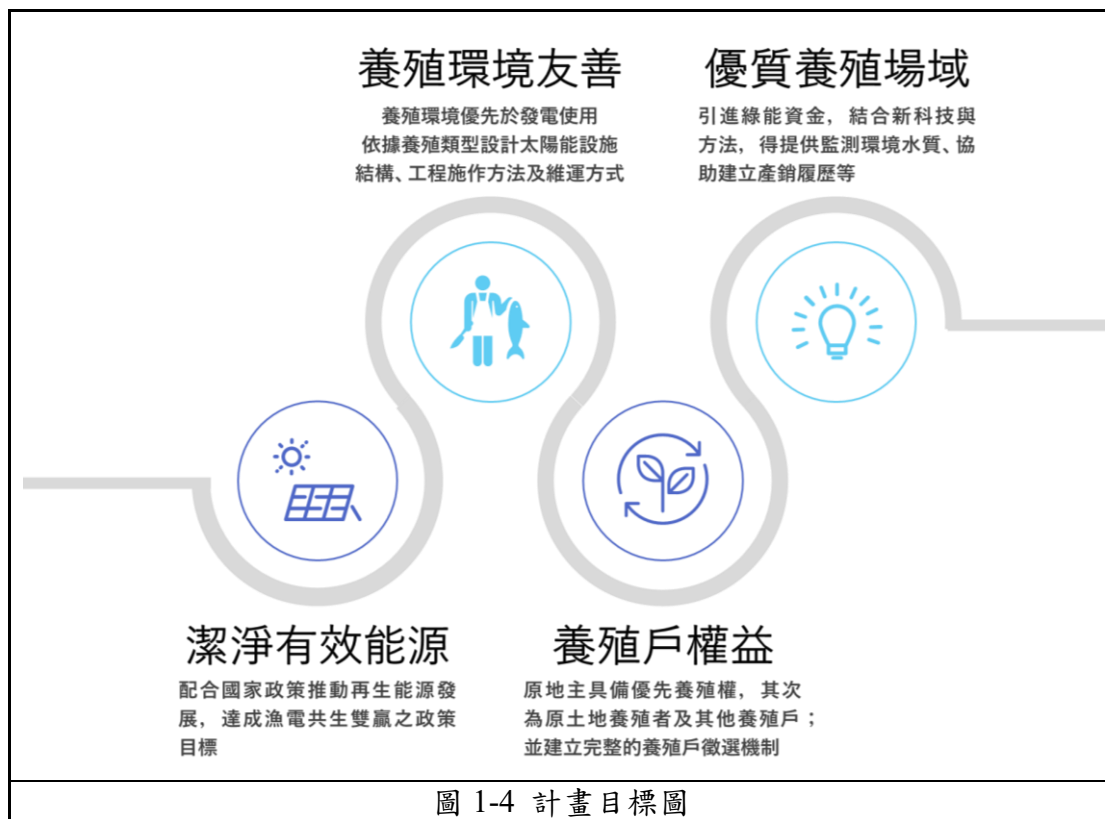 養殖環境友善
養殖環境優先於發電使用
依據養殖類型設計太陽能設施
結構、工程施作方法及維運方式
優質養殖場域
引進綠能資金，結合新科技與
方法，得提供監測環境水質、協
助建立產銷履歷等
潔淨有效能源
配合國家政策推動再生能源發
展，達成漁電共生雙贏之政策
目標
養殖戶權益
原地主具備優先養殖權，其次
為原土地養殖者及其他養殖戶；
並建立完整的養殖戶徵選機制
圖 1-4 計畫目標圖